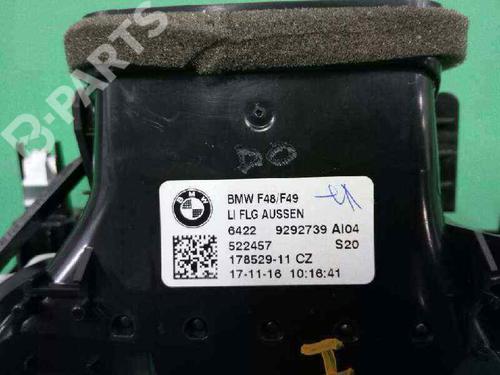 B-PARTS
DO
BMW
BMW F48/F49
LI FLG AUSSEN
6422 9292739 AI04
522457 S20
178529-11 CZ
17-11-16 10:16:41